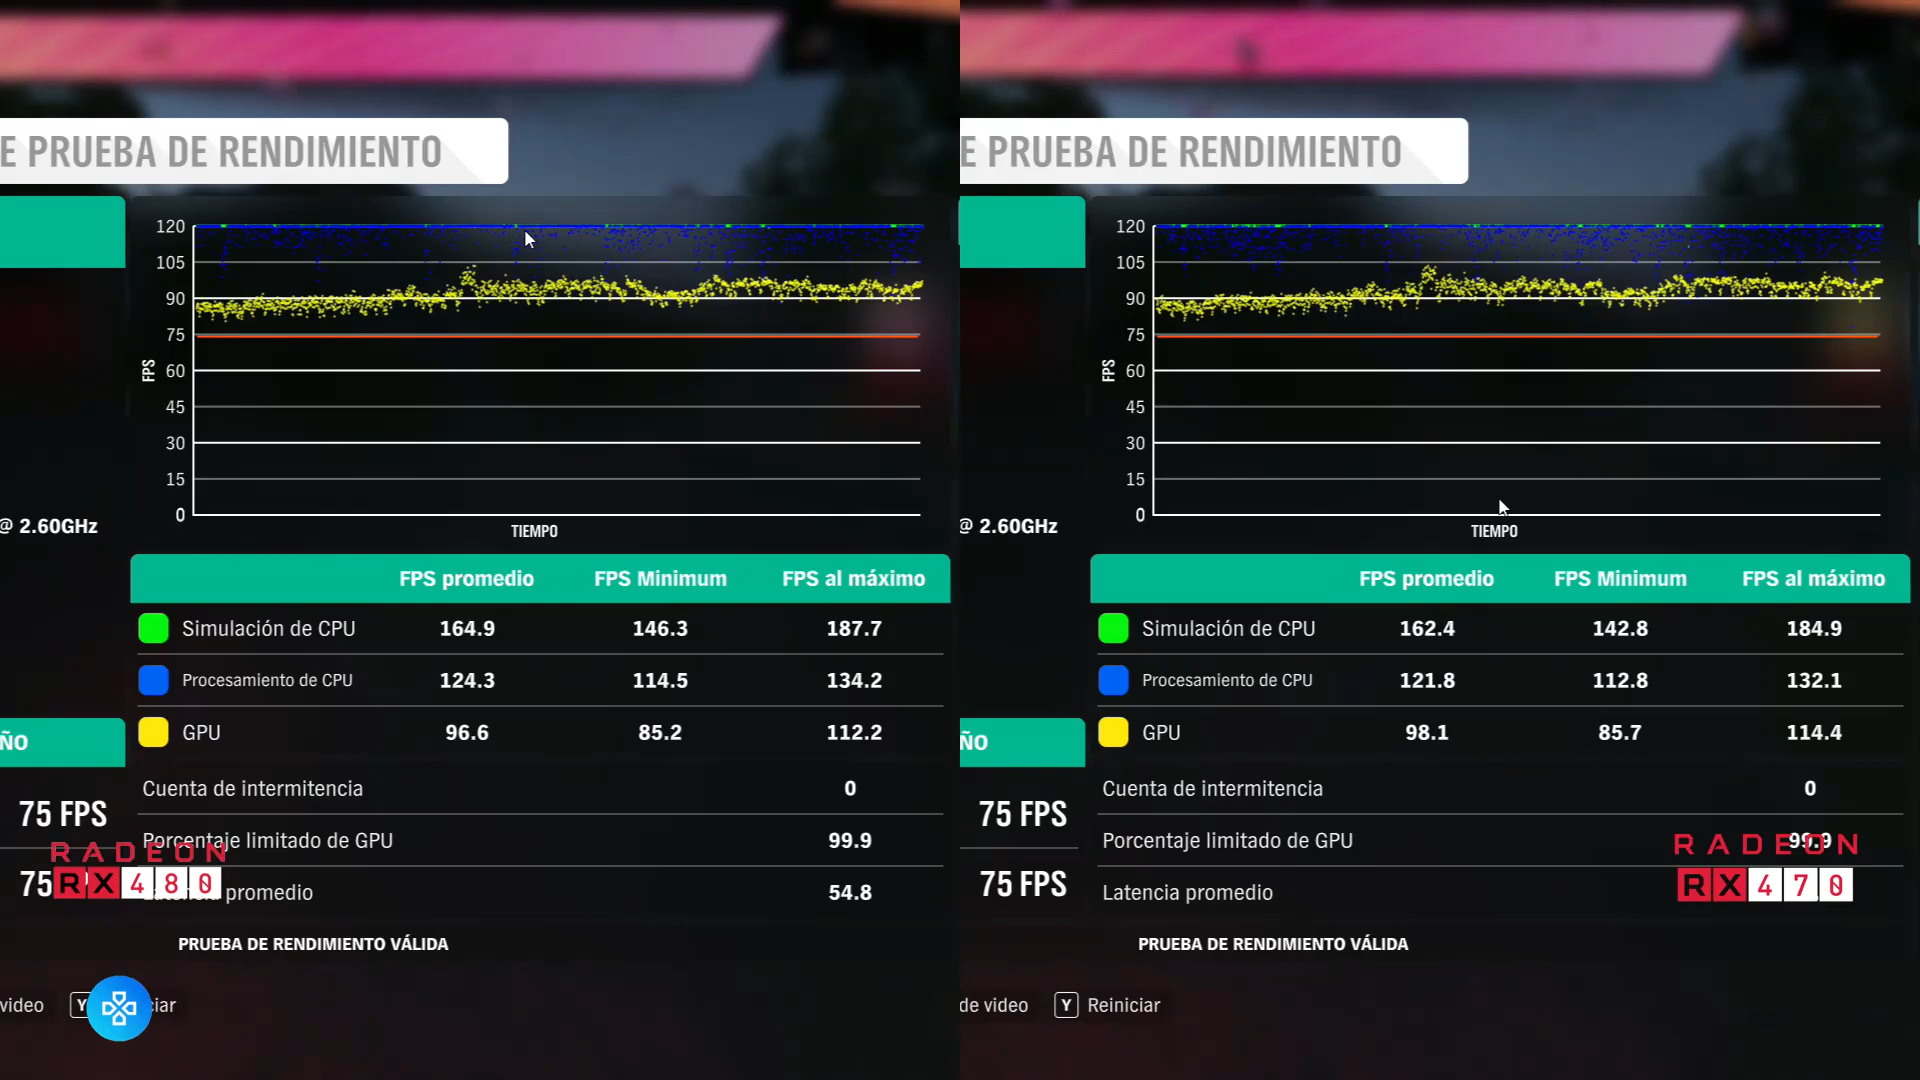 E PRUEBA DE RENDIMIENTO
120
105
90
75
60
45
30
15
0
FPS
TIEMPO
@ 2.60GHz
FPS promedio FPS Minimum FPS al máximo
Simulación de CPU 164.9 146.3 187.7
Procesamiento de CPU 124.3 114.5 134.2
GPU 96.6 85.2 112.2
ÑO
Cuenta de intermitencia 0
75 FPS
Porcentaje limitado de GPU 99.9
RADEON
75
RX 480
promedio 54.8
PRUEBA DE RENDIMIENTO VÁLIDA
video Y ciar
E PRUEBA DE RENDIMIENTO
120
105
90
75
60
45
30
15
0
FPS
TIEMPO
@ 2.60GHz
FPS promedio FPS Minimum FPS al máximo
Simulación de CPU 162.4 142.8 184.9
Procesamiento de CPU 121.8 112.8 132.1
GPU 98.1 85.7 114.4
ÑO
Cuenta de intermitencia 0
75 FPS
Porcentaje limitado de GPU 99.9
RADEON
75 FPS
Latencia promedio
RX 470
PRUEBA DE RENDIMIENTO VÁLIDA
de video Y Reiniciar